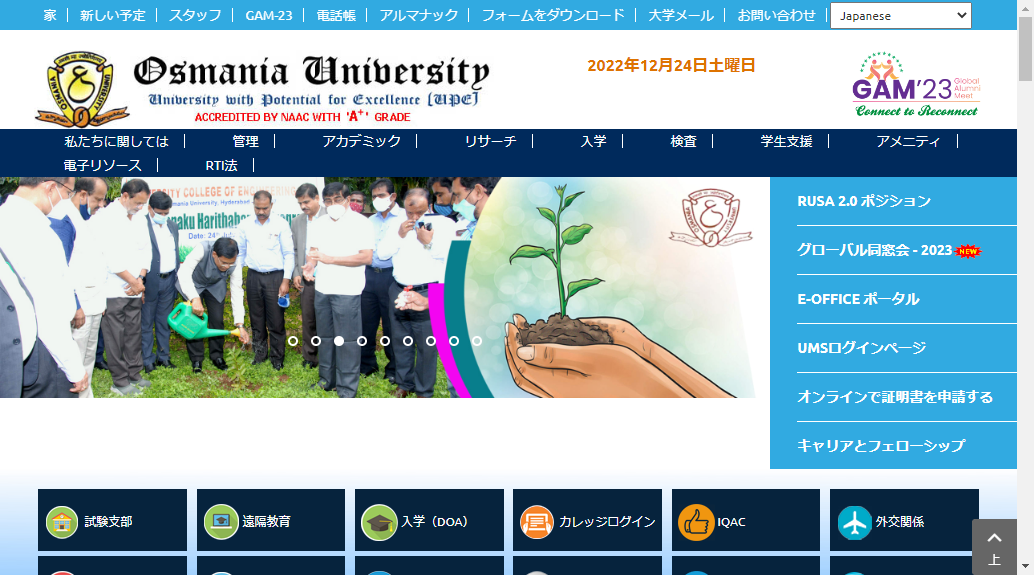 家 新しい予定 スタッフ GAM-23 電話帳 アルマナック フォームをダウンロード 大学メール お問い合わせ Japanese
Osmania University
University with Potential for Excellence [UPE]
ACCREDITED BY NAAC WITH 'A+' GRADE
2022年12月24日土曜日
GAM'23 Global Alumni Meet
Connect to Reconnect
私たちに関しては 管理 アカデミック リサーチ 入学 検査 学生支援 アメニティ
電子リソース RTI法
UNIVERSITY COLLEGE OF ENGINEERING
Osmania University, Hyderabad
Date: 24th
RUSA 2.0 ポジション
グローバル同窓会 - 2023 NEW
E-OFFICE ポータル
UMSログインページ
オンラインで証明書を申請する
キャリアとフェローシップ
試験支部 遠隔教育 入学（DOA） カレッジログイン IQAC 外交関係
上